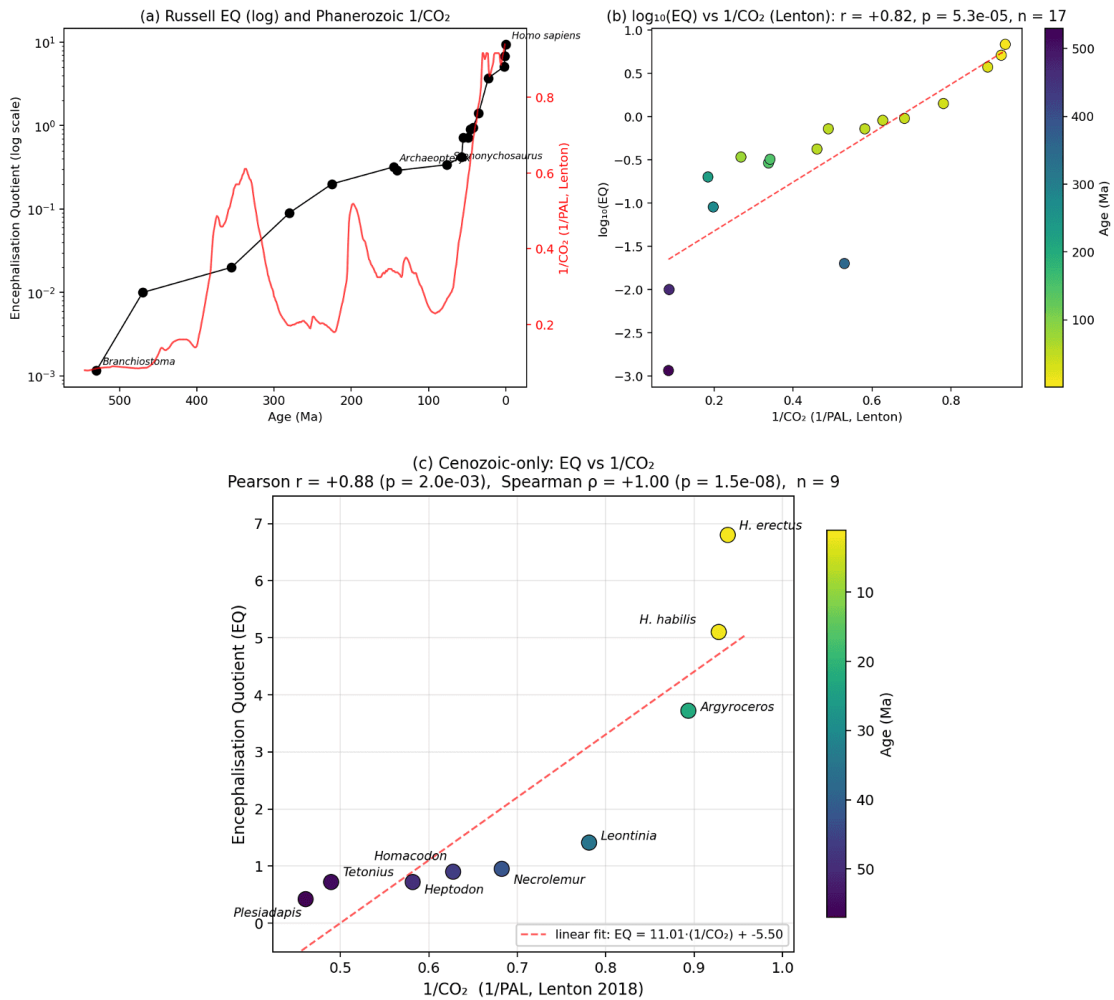 (a) Russell EQ (log) and Phanerozoic 1/CO₂
Encephalisation Quotient (log scale)
10¹
10⁰
10⁻¹
10⁻²
10⁻³
Homo sapiens
Archaeopteryx
Stenonychosaurus
Branchiostoma
0.8
0.6
0.4
0.2
1/CO₂ (1/PAL, Lenton)
500 400 300 200 100 0
Age (Ma)
(b) log₁₀(EQ) vs 1/CO₂ (Lenton): r = +0.82, p = 5.3e-05, n = 17
log₁₀(EQ)
1.0
0.5
0.0
−0.5
−1.0
−1.5
−2.0
−2.5
−3.0
0.2 0.4 0.6 0.8
1/CO₂ (1/PAL, Lenton)
500
400
300
200
100
Age (Ma)
(c) Cenozoic-only: EQ vs 1/CO₂
Pearson r = +0.88 (p = 2.0e-03), Spearman ρ = +1.00 (p = 1.5e-08), n = 9
Encephalisation Quotient (EQ)
7
6
5
4
3
2
1
0
H. erectus
H. habilis
Argyroceros
Leontinia
Homacodon
Tetonius
Necrolemur
Heptodon
Plesiadapis
linear fit: EQ = 11.01·(1/CO₂) + -5.50
0.5 0.6 0.7 0.8 0.9 1.0
1/CO₂ (1/PAL, Lenton 2018)
10
20
30
40
50
Age (Ma)